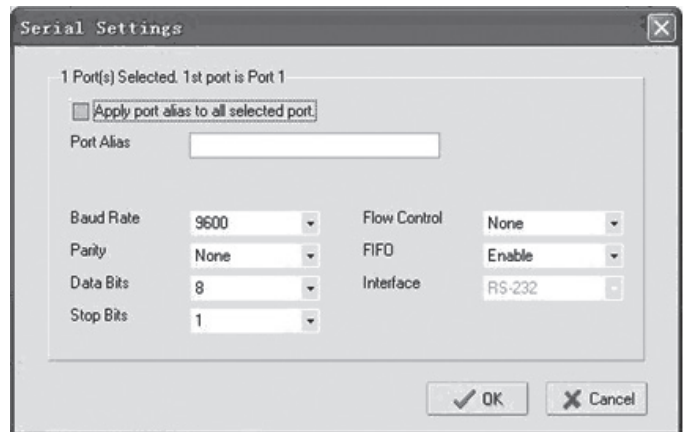 Serial Settings
1 Port(s) Selected. 1st port is Port 1
Apply port alias to all selected port.
Port Alias
Baud Rate 9600 Flow Control None
Parity None FIFO Enable
Data Bits 8 Interface RS-232
Stop Bits 1
OK Cancel